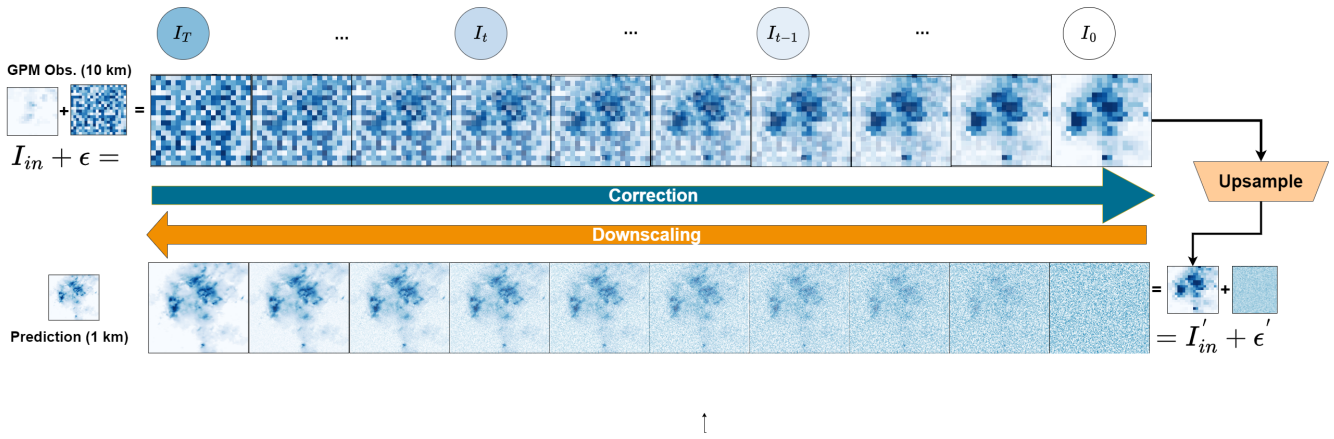 I_T ... I_t ... I_{t-1} ... I_0
GPM Obs. (10 km)
+ =
I_{in} + ϵ =
Upsample
Correction
Downscaling
= +
Prediction (1 km)
= I'_{in} + ϵ'